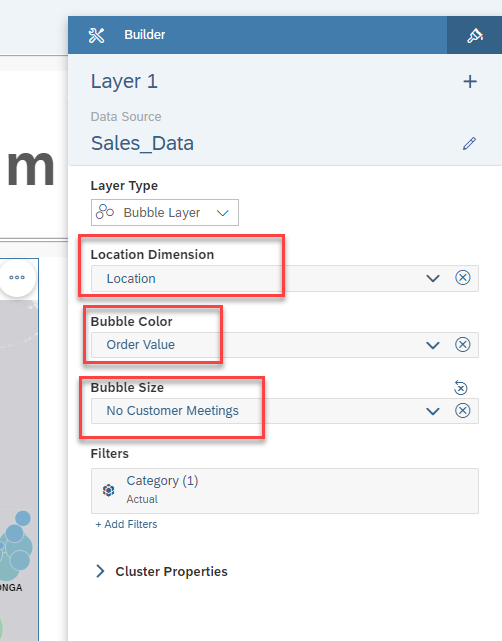 Builder
Layer 1
Data Source
Sales_Data
m
Layer Type
Bubble Layer
Location Dimension
Location
Bubble Color
Order Value
Bubble Size
No Customer Meetings
Filters
Category (1)
Actual
+ Add Filters
ONGA
Cluster Properties